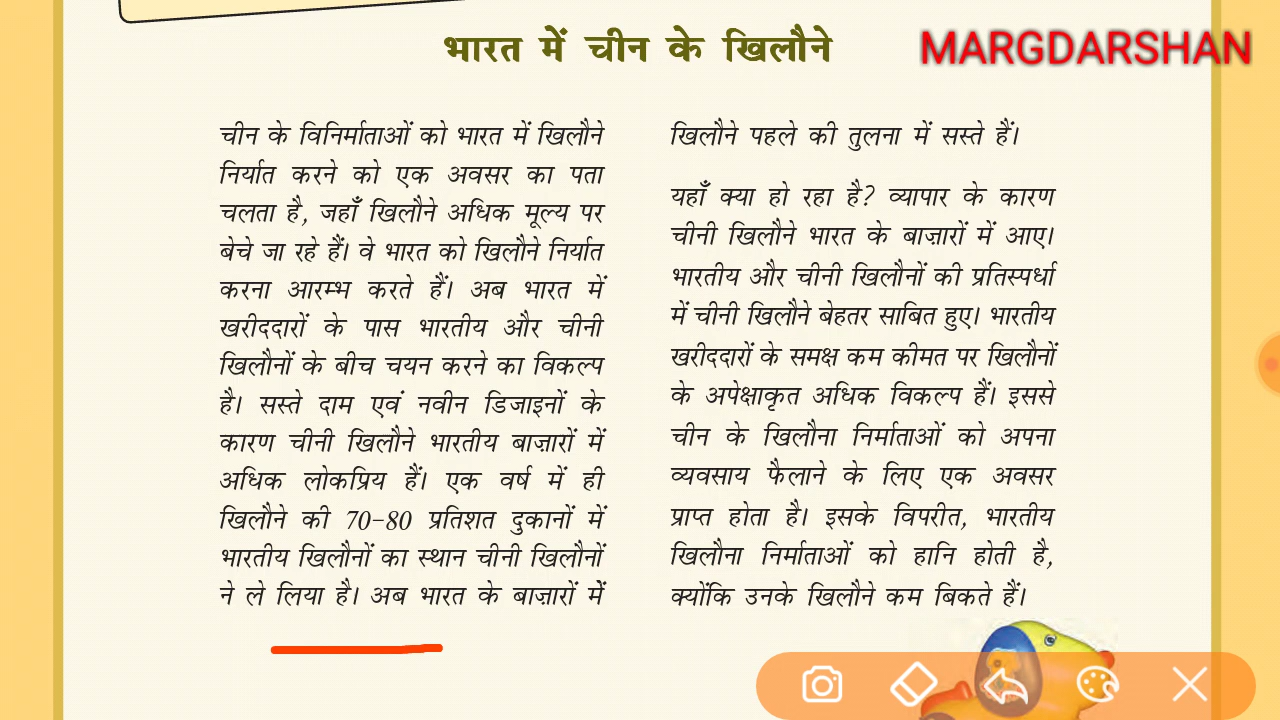 भारत में चीन के खिलौने
MARGDARSHAN
चीन के विनिर्माताओं को भारत में खिलौने
निर्यात करने को एक अवसर का पता
चलता है, जहाँ खिलौने अधिक मूल्य पर
बेचे जा रहे हैं। वे भारत को खिलौने निर्यात
करना आरम्भ करते हैं। अब भारत में
खरीददारों के पास भारतीय और चीनी
खिलौनों के बीच चयन करने का विकल्प
है। सस्ते दाम एवं नवीन डिजाइनों के
कारण चीनी खिलौने भारतीय बाज़ारों में
अधिक लोकप्रिय हैं। एक वर्ष में ही
खिलौने की 70-80 प्रतिशत दुकानों में
भारतीय खिलौनों का स्थान चीनी खिलौनों
ने ले लिया है। अब भारत के बाज़ारों में
खिलौने पहले की तुलना में सस्ते हैं।
यहाँ क्या हो रहा है? व्यापार के कारण
चीनी खिलौने भारत के बाज़ारों में आए।
भारतीय और चीनी खिलौनों की प्रतिस्पर्धा
में चीनी खिलौने बेहतर साबित हुए। भारतीय
खरीददारों के समक्ष कम कीमत पर खिलौनों
के अपेक्षाकृत अधिक विकल्प हैं। इससे
चीन के खिलौना निर्माताओं को अपना
व्यवसाय फैलाने के लिए एक अवसर
प्राप्त होता है। इसके विपरीत, भारतीय
खिलौना निर्माताओं को हानि होती है,
क्योंकि उनके खिलौने कम बिकते हैं।